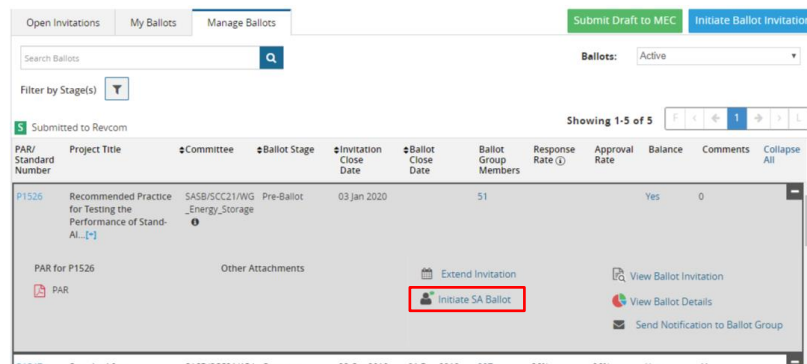 Open Invitations My Ballots Manage Ballots Submit Draft to MEC Initiate Ballot Invitation
Search Ballots Ballots: Active
Filter by Stage(s)
Showing 1-5 of 5 F 1 L
S Submitted to Revcom
PAR/ Project Title Committee Ballot Stage Invitation Ballot Ballot Response Approval Balance Comments Collapse
Standard Close Close Group Rate Rate All
Number Date Date Members
P1526 Recommended Practice SASB/SCC21/WG Pre-Ballot 03 Jan 2020 51 Yes 0
for Testing the _Energy_Storage
Performance of Stand-
Al...[+]
PAR for P1526 Other Attachments Extend Invitation View Ballot Invitation
PAR Initiate SA Ballot View Ballot Details
Send Notification to Ballot Group